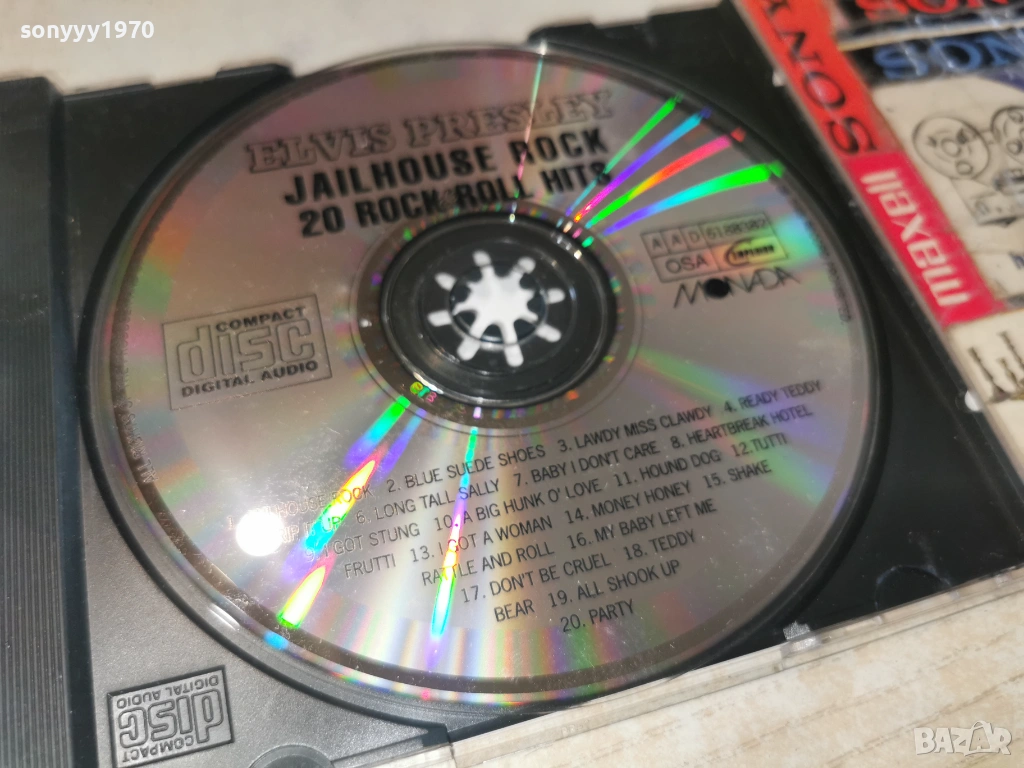 sonyyy1970
ELVIS PRESLEY
JAILHOUSE ROCK
20 ROCK ROLL HITS
AAD
OSA
MONADA
COMPACT
disc
DIGITAL AUDIO
ROCK 2. BLUE SUEDE SHOES 3. LAWDY MISS CLAWDY 4. READY TEDDY
6. LONG TALL SALLY 7. BABY I DON'T CARE 8. HEARTBREAK HOTEL
I GOT STUNG 10. A BIG HUNK O' LOVE 11. HOUND DOG 12. TUTTI
FRUTTI 13. I GOT A WOMAN 14. MONEY HONEY 15. SHAKE
RATTLE AND ROLL 16. MY BABY LEFT ME
17. DON'T BE CRUEL 18. TEDDY
BEAR 19. ALL SHOOK UP
20. PARTY
COMPACT
disc
DIGITAL AUDIO
SONY
maxell
SON
BAZAR